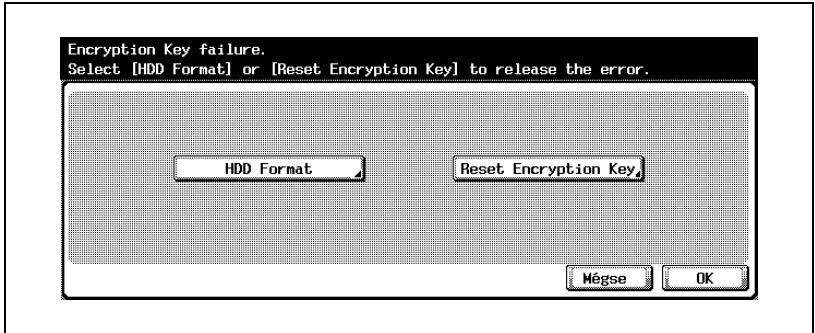 Encryption Key failure.
Select [HDD Format] or [Reset Encryption Key] to release the error.
HDD Format
Reset Encryption Key
Mégse
OK